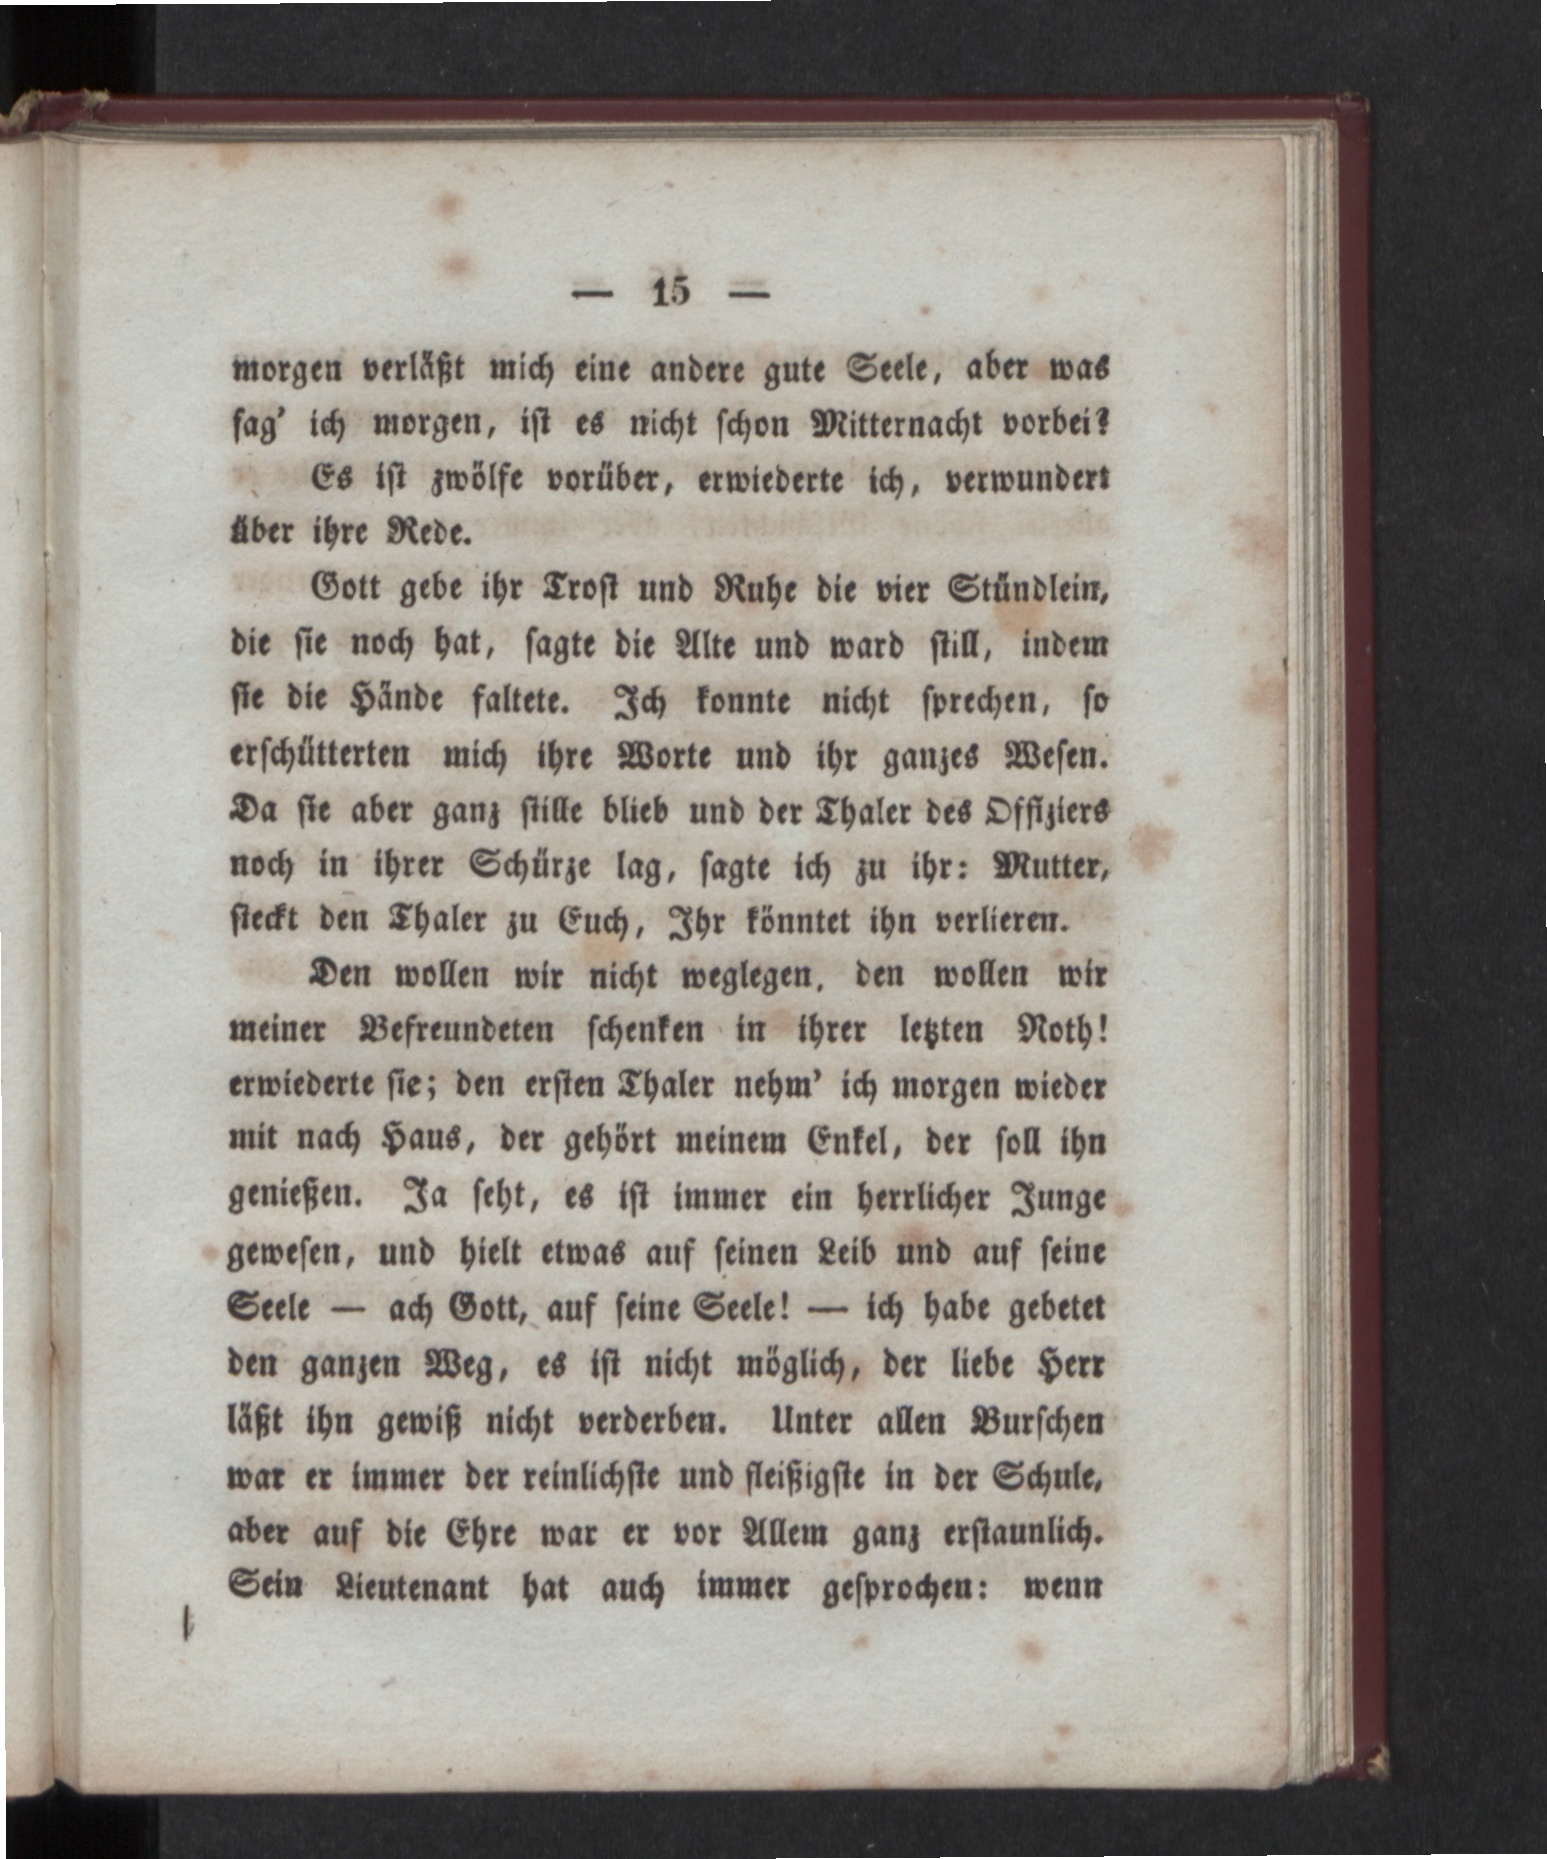 — 15 —
morgen verläßt mich eine andere gute Seele, aber was
sag' ich morgen, ist es nicht schon Mitternacht vorbei?
Es ist zwölfe vorüber, erwiederte ich, verwundert
über ihre Rede.
Gott gebe ihr Trost und Ruhe die vier Stündlein,
die sie noch hat, sagte die Alte und ward still, indem
sie die Hände faltete. Ich konnte nicht sprechen, so
erschütterten mich ihre Worte und ihr ganzes Wesen.
Da sie aber ganz stille blieb und der Thaler des Offiziers
noch in ihrer Schürze lag, sagte ich zu ihr: Mutter,
steckt den Thaler zu Euch, Ihr könntet ihn verlieren.
Den wollen wir nicht weglegen, den wollen wir
meiner Befreundeten schenken in ihrer letzten Noth!
erwiederte sie; den ersten Thaler nehm' ich morgen wieder
mit nach Haus, der gehört meinem Enkel, der soll ihn
genießen. Ja seht, es ist immer ein herrlicher Junge
gewesen, und hielt etwas auf seinen Leib und auf seine
Seele — ach Gott, auf seine Seele! — ich habe gebetet
den ganzen Weg, es ist nicht möglich, der liebe Herr
läßt ihn gewiß nicht verderben. Unter allen Burschen
war er immer der reinlichste und fleißigste in der Schule,
aber auf die Ehre war er vor Allem ganz erstaunlich.
Sein Lieutenant hat auch immer gesprochen: wenn